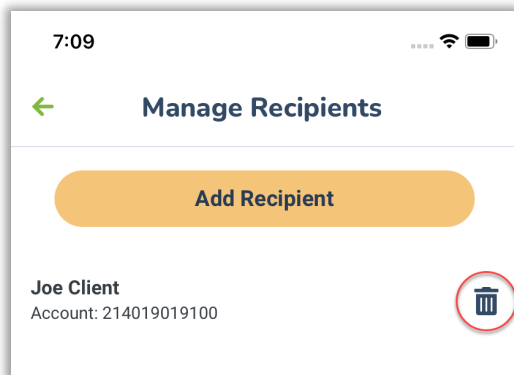 7:09
Manage Recipients
Add Recipient
Joe Client
Account: 214019019100